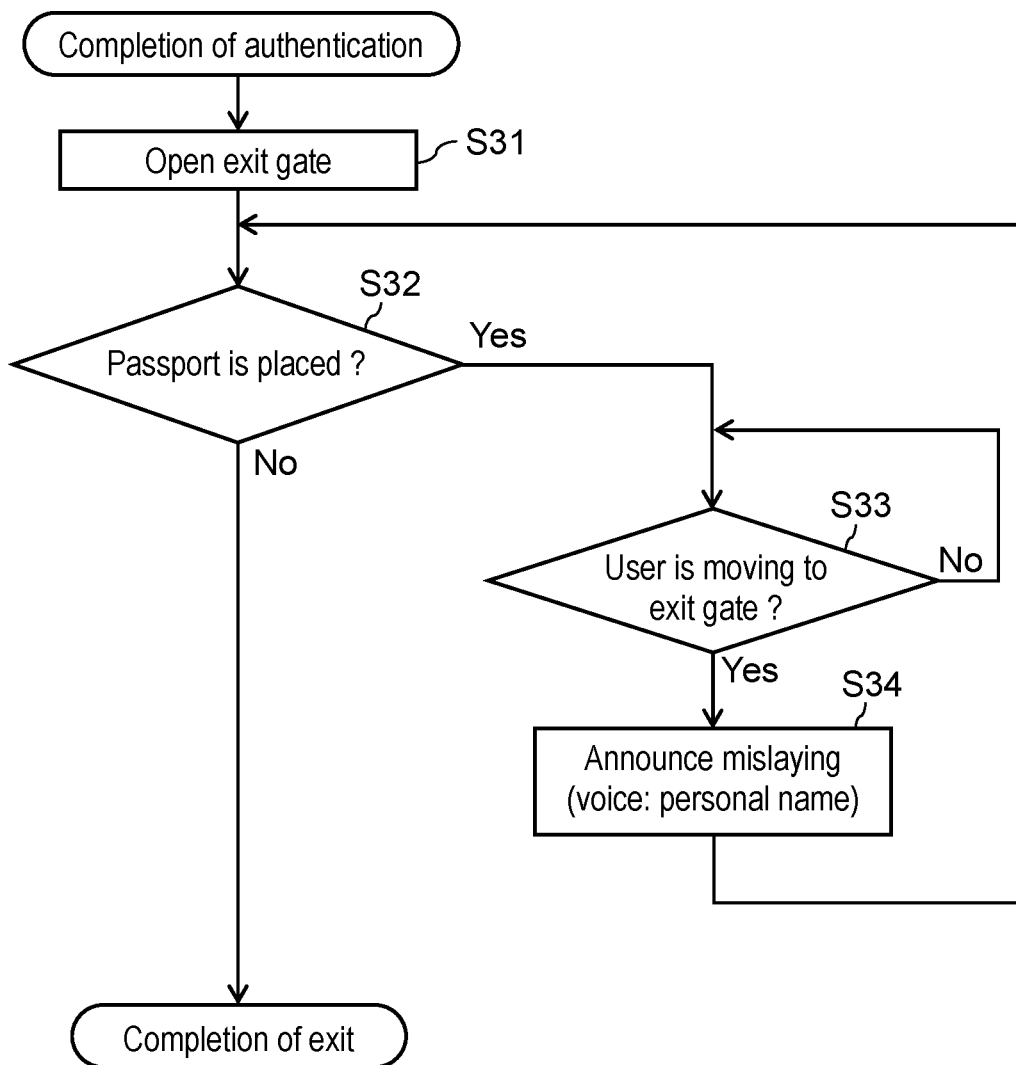 Completion of authentication
Open exit gate
S31
S32
Passport is placed ?
Yes
No
S33
User is moving to
exit gate ?
No
Yes
S34
Announce mislaying
(voice: personal name)
Completion of exit